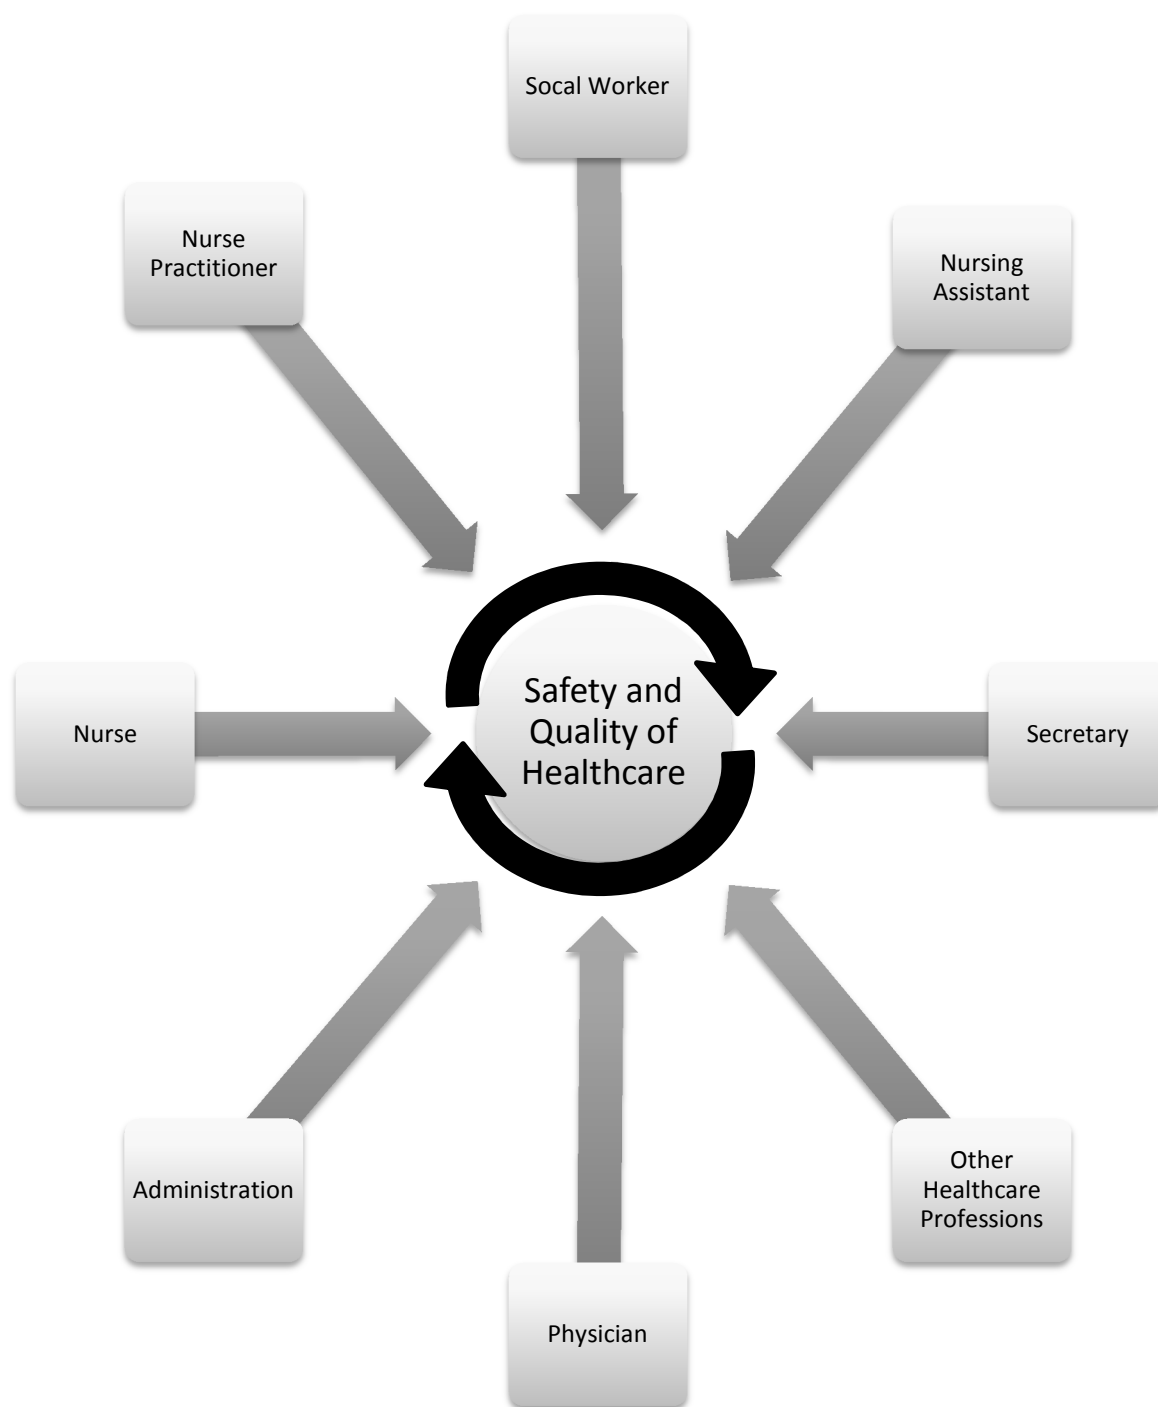 Socal Worker
Nurse
Practitioner
Nursing
Assistant
Safety and
Quality of
Healthcare
Nurse
Secretary
Administration
Other
Healthcare
Professions
Physician